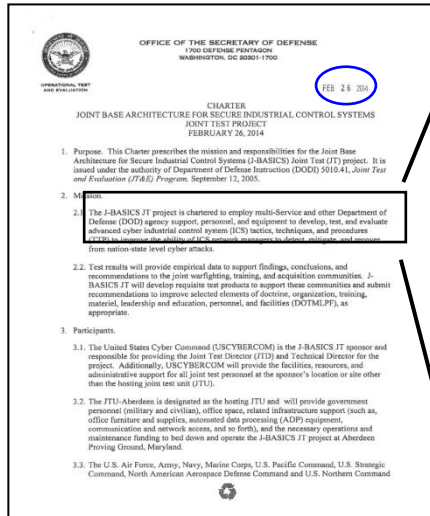 OFFICE OF THE SECRETARY OF DEFENSE
1700 DEFENSE PENTAGON
WASHINGTON, DC 20301-1700
OPERATIONAL TEST
AND EVALUATION
FEB 26 2014
CHARTER
JOINT BASE ARCHITECTURE FOR SECURE INDUSTRIAL CONTROL SYSTEMS
JOINT TEST PROJECT
FEBRUARY 26, 2014
1. Purpose. This Charter prescribes the mission and responsibilities for the Joint Base
Architecture for Secure Industrial Control Systems (J-BASICS) Joint Test (JT) project. It is
issued under the authority of Department of Defense Instruction (DODI) 5010.41, Joint Test
and Evaluation (JT&E) Program, September 12, 2005.
2. Mission.
2.1. The J-BASICS JT project is chartered to employ multi-Service and other Department of
Defense (DOD) agency support, personnel, and equipment to develop, test, and evaluate
advanced cyber industrial control system (ICS) tactics, techniques, and procedures
(TTP) to improve the ability of ICS network managers to detect, mitigate, and recover
from nation-state level cyber attacks.
2.2. Test results will provide empirical data to support findings, conclusions, and
recommendations to the joint warfighting, training, and acquisition communities. J-
BASICS JT will develop requisite test products to support these communities and submit
recommendations to improve selected elements of doctrine, organization, training,
materiel, leadership and education, personnel, and facilities (DOTMLPF), as
appropriate.
3. Participants.
3.1. The United States Cyber Command (USCYBERCOM) is the J-BASICS JT sponsor and
responsible for providing the Joint Test Director (JTD) and Technical Director for the
project. Additionally, USCYBERCOM will provide the facilities, resources, and
administrative support for all joint test personnel at the sponsor's location or site other
than the hosting joint test unit (JTU).
3.2. The JTU-Aberdeen is designated as the hosting JTU and will provide government
personnel (military and civilian), office space, related infrastructure support (such as,
office furniture and supplies, automated data processing (ADP) equipment,
communication and network access, and so forth), and the necessary operations and
maintenance funding to bed down and operate the J-BASICS JT project at Aberdeen
Proving Ground, Maryland.
3.3. The U.S. Air Force, Army, Navy, Marine Corps, U.S. Pacific Command, U.S. Strategic
Command, North American Aerospace Defense Command and U.S. Northern Command